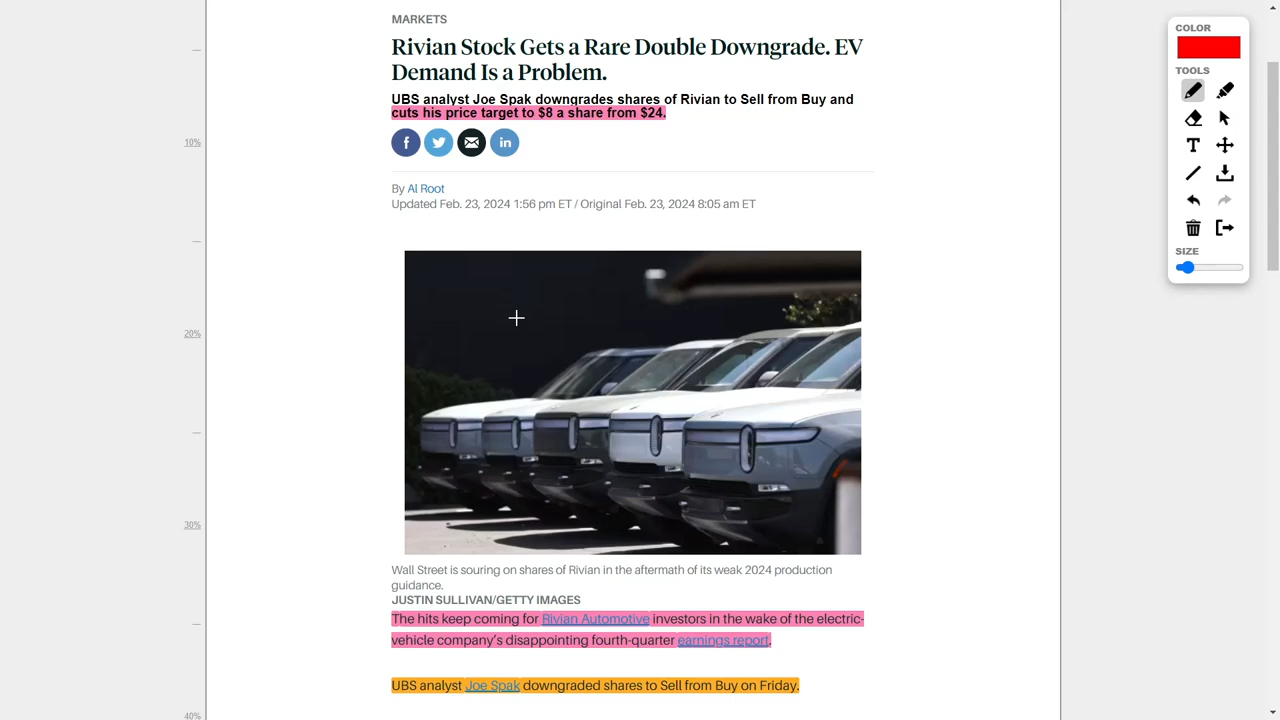 MARKETS
Rivian Stock Gets a Rare Double Downgrade. EV
Demand Is a Problem.
UBS analyst Joe Spak downgrades shares of Rivian to Sell from Buy and
cuts his price target to $8 a share from $24.
By Al Root
Updated Feb. 23, 2024 1:56 pm ET / Original Feb. 23, 2024 8:05 am ET
Wall Street is souring on shares of Rivian in the aftermath of its weak 2024 production
guidance.
JUSTIN SULLIVAN/GETTY IMAGES
The hits keep coming for Rivian Automotive investors in the wake of the electric-
vehicle company’s disappointing fourth-quarter earnings report.
UBS analyst Joe Spak downgraded shares to Sell from Buy on Friday.
10%
20%
30%
40%
COLOR
TOOLS
T
SIZE